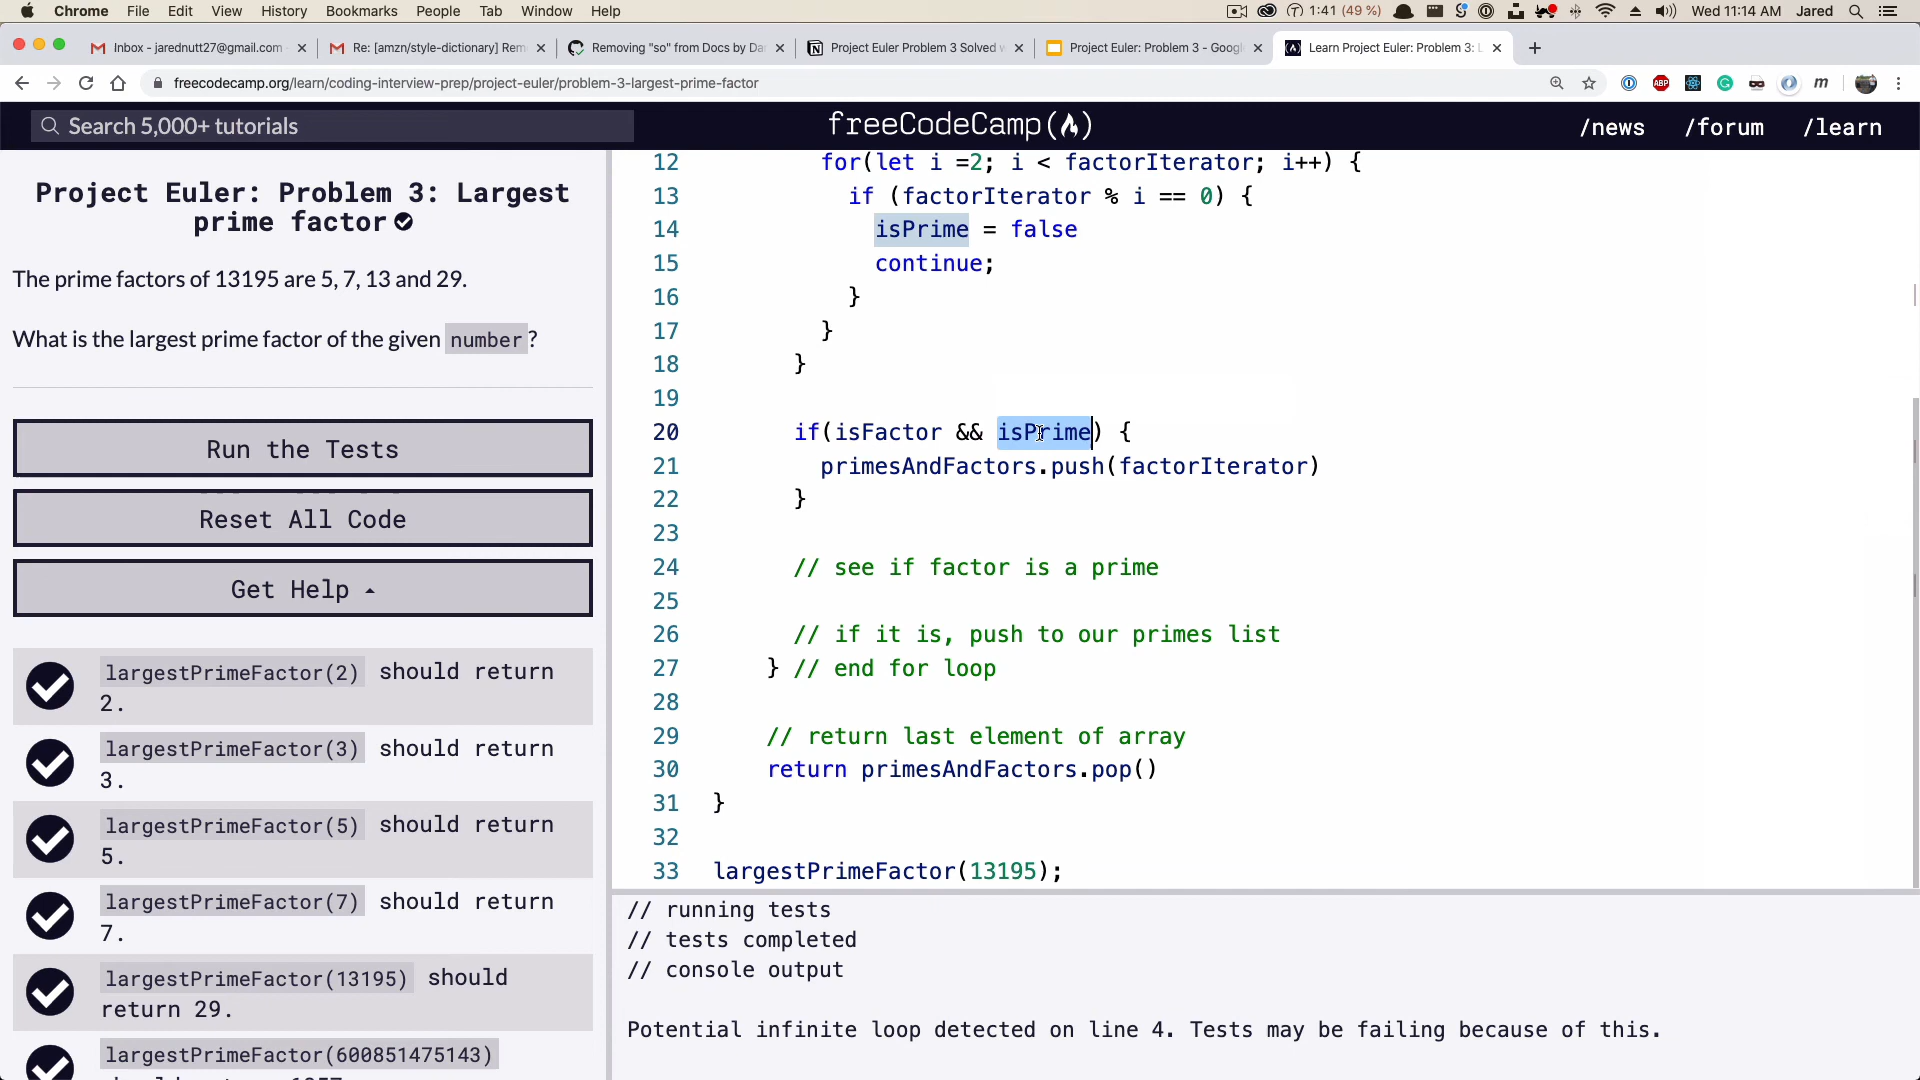 Chrome File Edit View History Bookmarks People Tab Window Help
1:41 (49 %) Wed 11:14 AM Jared
Inbox - jarednutt27@gmail.com
Re: [amzn/style-dictionary] Rem
Removing "so" from Docs by Da
Project Euler Problem 3 Solved
Project Euler: Problem 3 - Googl
Learn Project Euler: Problem 3: L
freecodecamp.org/learn/coding-interview-prep/project-euler/problem-3-largest-prime-factor
ABP
m
Search 5,000+ tutorials
freeCodeCamp
/news /forum /learn
Project Euler: Problem 3: Largest
prime factor
The prime factors of 13195 are 5, 7, 13 and 29.
What is the largest prime factor of the given number?
Run the Tests
Reset All Code
Get Help
largestPrimeFactor(2) should return
2.
largestPrimeFactor(3) should return
3.
largestPrimeFactor(5) should return
5.
largestPrimeFactor(7) should return
7.
largestPrimeFactor(13195) should
return 29.
largestPrimeFactor(600851475143)
12 for(let i =2; i < factorIterator; i++) {
13 if (factorIterator % i == 0) {
14 isPrime = false
15 continue;
16 }
17 }
18 }
19
20 if(isFactor && isPrime) {
21 primesAndFactors.push(factorIterator)
22 }
23
24 // see if factor is a prime
25
26 // if it is, push to our primes list
27 } // end for loop
28
29 // return last element of array
30 return primesAndFactors.pop()
31 }
32
33 largestPrimeFactor(13195);
// running tests
// tests completed
// console output
Potential infinite loop detected on line 4. Tests may be failing because of this.